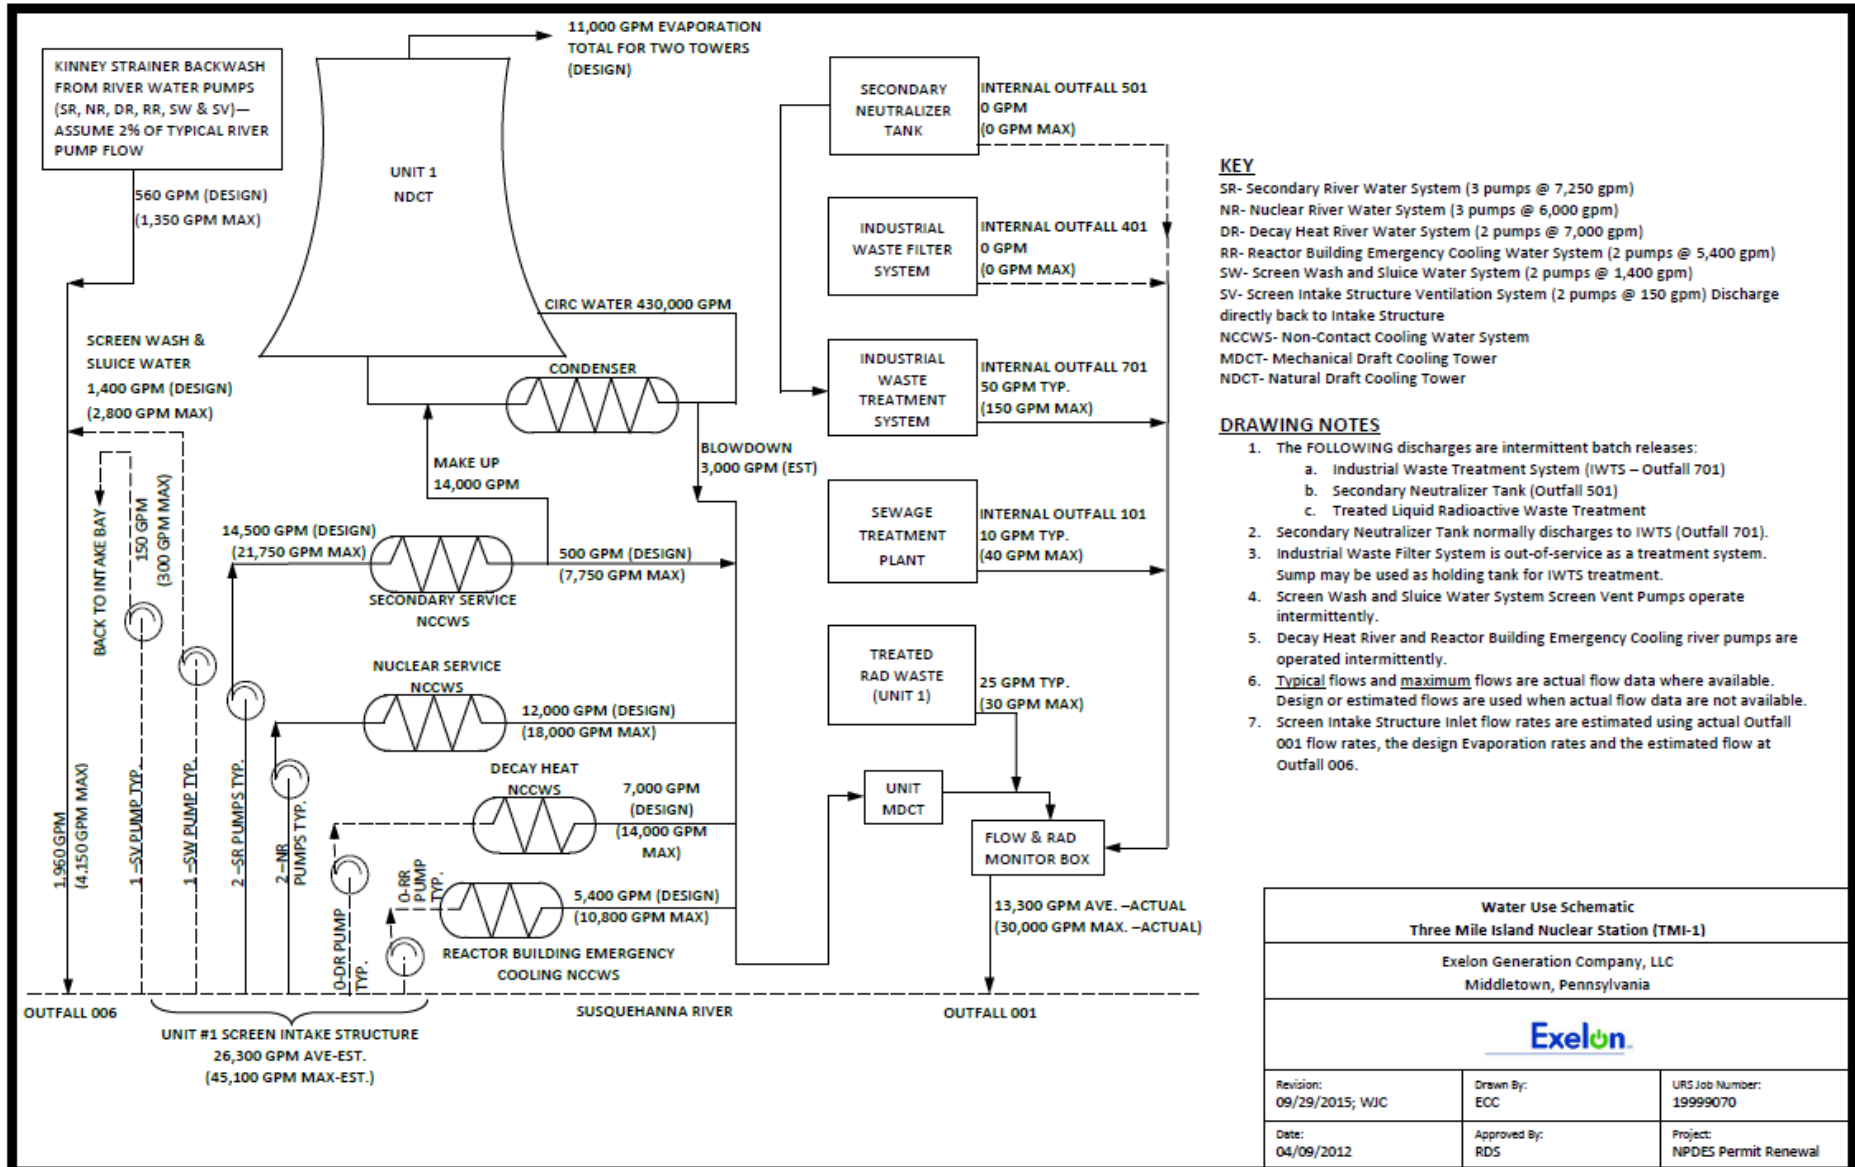 11,000 GPM EVAPORATION
TOTAL FOR TWO TOWERS
(DESIGN)
KINNEY STRAINER BACKWASH
FROM RIVER WATER PUMPS
(SR, NR, DR, RR, SW & SV)—
ASSUME 2% OF TYPICAL RIVER
PUMP FLOW
560 GPM (DESIGN)
(1,350 GPM MAX)
UNIT 1
NDCT
CIRC WATER 430,000 GPM
SCREEN WASH &
SLUICE WATER
1,400 GPM (DESIGN)
(2,800 GPM MAX)
CONDENSER
BLOWDOWN
3,000 GPM (EST)
MAKE UP
14,000 GPM
BACK TO INTAKE BAY
150 GPM
(300 GPM MAX)
14,500 GPM (DESIGN)
(21,750 GPM MAX)
500 GPM (DESIGN)
(7,750 GPM MAX)
SECONDARY SERVICE
NCCWS
NUCLEAR SERVICE
NCCWS
12,000 GPM (DESIGN)
(18,000 GPM MAX)
DECAY HEAT
NCCWS
7,000 GPM
(DESIGN)
(14,000 GPM
MAX)
5,400 GPM (DESIGN)
(10,800 GPM MAX)
REACTOR BUILDING EMERGENCY
COOLING NCCWS
1,960 GPM
(4,150 GPM MAX)
1 –SV PUMP TYP.
1 –SW PUMP TYP.
2 –SR PUMPS TYP.
2 –NR
PUMPS TYP.
0-DR PUMP
TYP.
0-RR
PUMP
TYP.
OUTFALL 006
UNIT #1 SCREEN INTAKE STRUCTURE
26,300 GPM AVE-EST.
(45,100 GPM MAX-EST.)
SUSQUEHANNA RIVER
OUTFALL 001
SECONDARY
NEUTRALIZER
TANK
INTERNAL OUTFALL 501
0 GPM
(0 GPM MAX)
INDUSTRIAL
WASTE FILTER
SYSTEM
INTERNAL OUTFALL 401
0 GPM
(0 GPM MAX)
INDUSTRIAL
WASTE
TREATMENT
SYSTEM
INTERNAL OUTFALL 701
50 GPM TYP.
(150 GPM MAX)
SEWAGE
TREATMENT
PLANT
INTERNAL OUTFALL 101
10 GPM TYP.
(40 GPM MAX)
TREATED
RAD WASTE
(UNIT 1)
25 GPM TYP.
(30 GPM MAX)
UNIT
MDCT
FLOW & RAD
MONITOR BOX
13,300 GPM AVE. –ACTUAL
(30,000 GPM MAX. –ACTUAL)
KEY
SR- Secondary River Water System (3 pumps @ 7,250 gpm)
NR- Nuclear River Water System (3 pumps @ 6,000 gpm)
DR- Decay Heat River Water System (2 pumps @ 7,000 gpm)
RR- Reactor Building Emergency Cooling Water System (2 pumps @ 5,400 gpm)
SW- Screen Wash and Sluice Water System (2 pumps @ 1,400 gpm)
SV- Screen Intake Structure Ventilation System (2 pumps @ 150 gpm) Discharge
directly back to Intake Structure
NCCWS- Non-Contact Cooling Water System
MDCT- Mechanical Draft Cooling Tower
NDCT- Natural Draft Cooling Tower
DRAWING NOTES
1. The FOLLOWING discharges are intermittent batch releases:
a. Industrial Waste Treatment System (IWTS – Outfall 701)
b. Secondary Neutralizer Tank (Outfall 501)
c. Treated Liquid Radioactive Waste Treatment
2. Secondary Neutralizer Tank normally discharges to IWTS (Outfall 701).
3. Industrial Waste Filter System is out-of-service as a treatment system.
Sump may be used as holding tank for IWTS treatment.
4. Screen Wash and Sluice Water System Screen Vent Pumps operate
intermittently.
5. Decay Heat River and Reactor Building Emergency Cooling river pumps are
operated intermittently.
6. Typical flows and maximum flows are actual flow data where available.
Design or estimated flows are used when actual flow data are not available.
7. Screen Intake Structure Inlet flow rates are estimated using actual Outfall
001 flow rates, the design Evaporation rates and the estimated flow at
Outfall 006.
Water Use Schematic
Three Mile Island Nuclear Station (TMI-1)
Exelon Generation Company, LLC
Middletown, Pennsylvania
Exelon
Revision:
09/29/2015; WJC
Drawn By:
ECC
URS Job Number:
19999070
Date:
04/09/2012
Approved By:
RDS
Project:
NPDES Permit Renewal